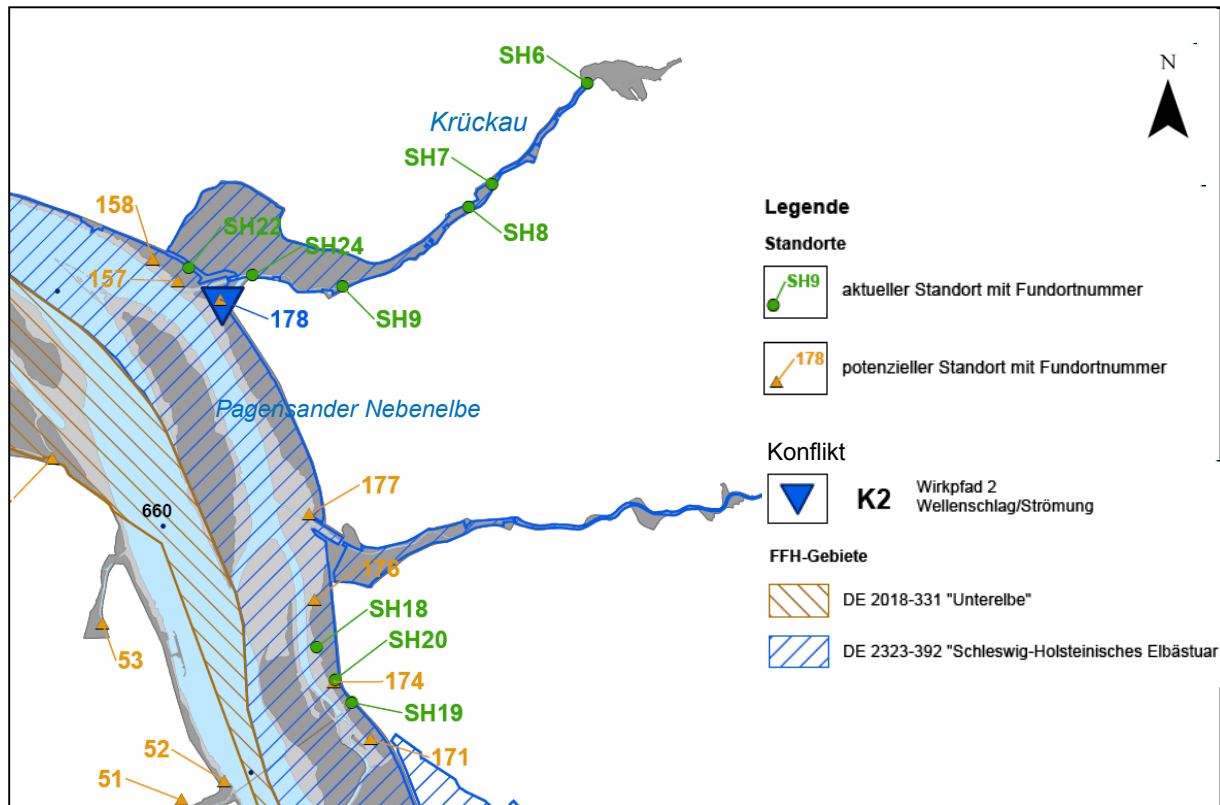 SH6
N
Krückau
SH7
SH8
158
SH22
SH24
157
178
SH9
Pagensander Nebenelbe
177
660
176
SH18
SH20
53
174
SH19
52
171
51
Legende
Standorte
SH9
aktueller Standort mit Fundortnummer
178
potenzieller Standort mit Fundortnummer
Konflikt
K2
Wirkpfad 2
Wellenschlag/Strömung
FFH-Gebiete
DE 2018-331 "Unterelbe"
DE 2323-392 "Schleswig-Holsteinisches Elbästuar